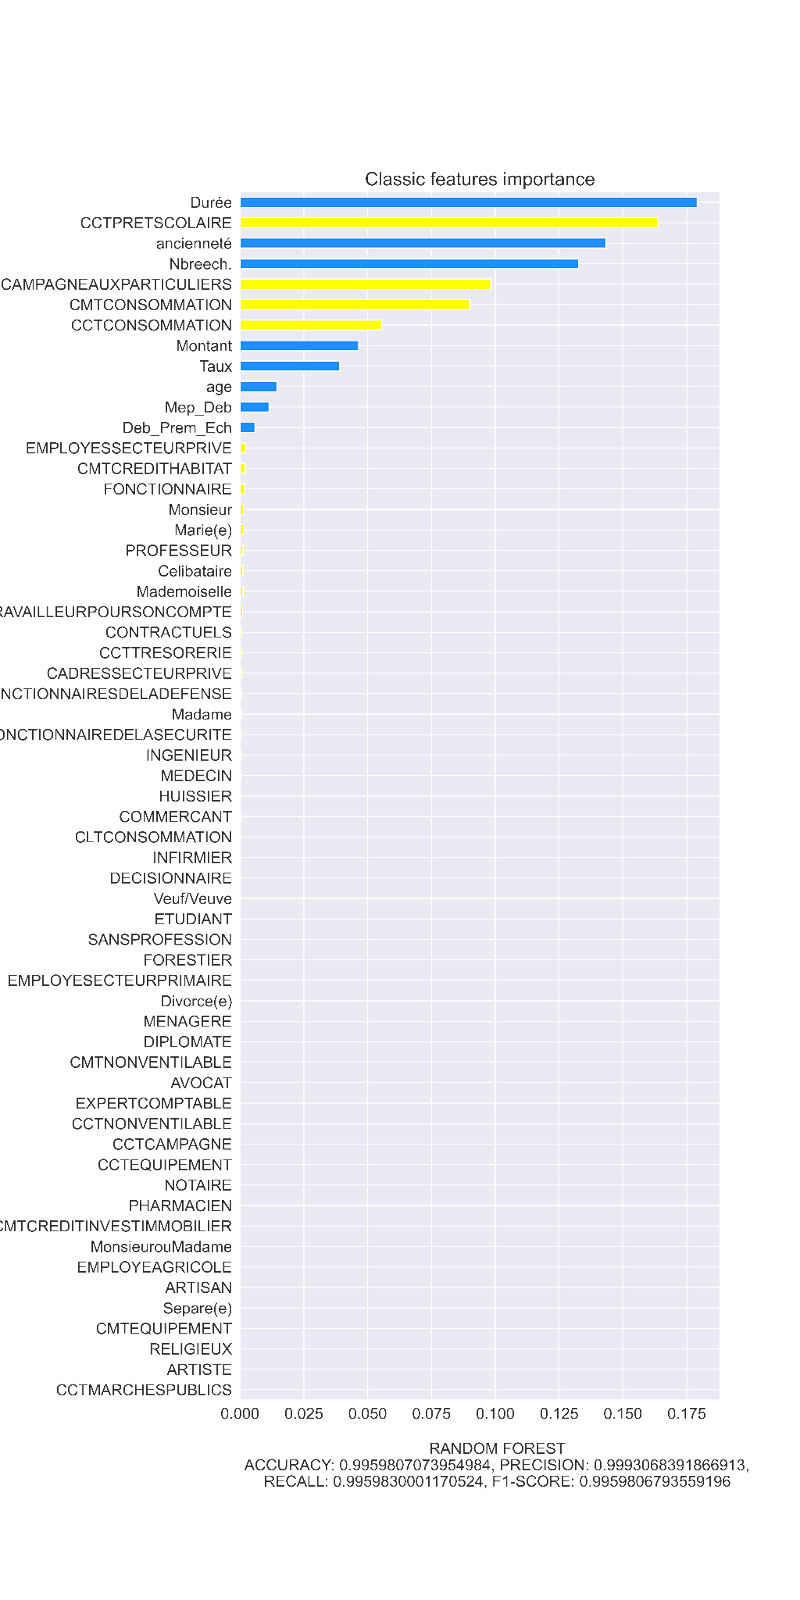 Classic features importance
Durée
CCTPRETSCOLAIRE
ancienneté
Nbreech.
CAMPAGNEAUXPARTICULIERS
CMTCONSOMMATION
CCTCONSOMMATION
Montant
Taux
age
Mep_Deb
Deb_Prem_Ech
EMPLOYESSECTEURPRIVE
CMTCREDITHABITAT
FONCTIONNAIRE
Monsieur
Marie(e)
PROFESSEUR
Celibataire
Mademoiselle
RAVAILLEURPOURSONCOMPTE
CONTRACTUELS
CCTTRESORERIE
CADRESSECTEURPRIVE
NCTIONNAIRESDELADEFENSE
Madame
ONCTIONNAIREDELASECURITE
INGENIEUR
MEDECIN
HUISSIER
COMMERCANT
CLTCONSOMMATION
INFIRMIER
DECISIONNAIRE
Veuf/Veuve
ETUDIANT
SANSPROFESSION
FORESTIER
EMPLOYESECTEURPRIMAIRE
Divorce(e)
MENAGERE
DIPLOMATE
CMTNONVENTILABLE
AVOCAT
EXPERTCOMPTABLE
CCTNONVENTILABLE
CCTCAMPAGNE
CCTEQUIPEMENT
NOTAIRE
PHARMACIEN
CMTCREDITINVESTIMMOBILIER
MonsieurouMadame
EMPLOYEAGRICOLE
ARTISAN
Separe(e)
CMTEQUIPEMENT
RELIGIEUX
ARTISTE
CCTMARCHESPUBLICS
0.000 0.025 0.050 0.075 0.100 0.125 0.150 0.175
RANDOM FOREST
ACCURACY: 0.9959807073954984, PRECISION: 0.9993068391866913,
RECALL: 0.9959830001170524, F1-SCORE: 0.9959806793559196